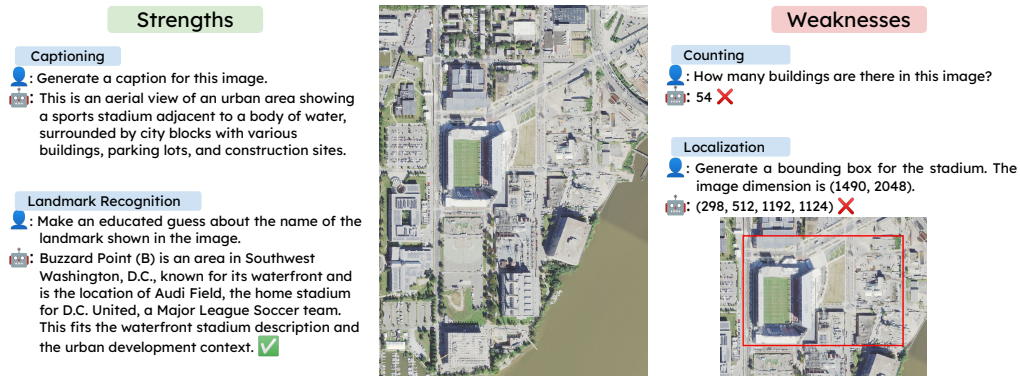 Strengths
Captioning
: Generate a caption for this image.
: This is an aerial view of an urban area showing
a sports stadium adjacent to a body of water,
surrounded by city blocks with various
buildings, parking lots, and construction sites.
Landmark Recognition
: Make an educated guess about the name of the
landmark shown in the image.
: Buzzard Point (B) is an area in Southwest
Washington, D.C., known for its waterfront and
is the location of Audi Field, the home stadium
for D.C. United, a Major League Soccer team.
This fits the waterfront stadium description and
the urban development context.
Weaknesses
Counting
: How many buildings are there in this image?
: 54
Localization
: Generate a bounding box for the stadium. The
image dimension is (1490, 2048).
: (298, 512, 1192, 1124)